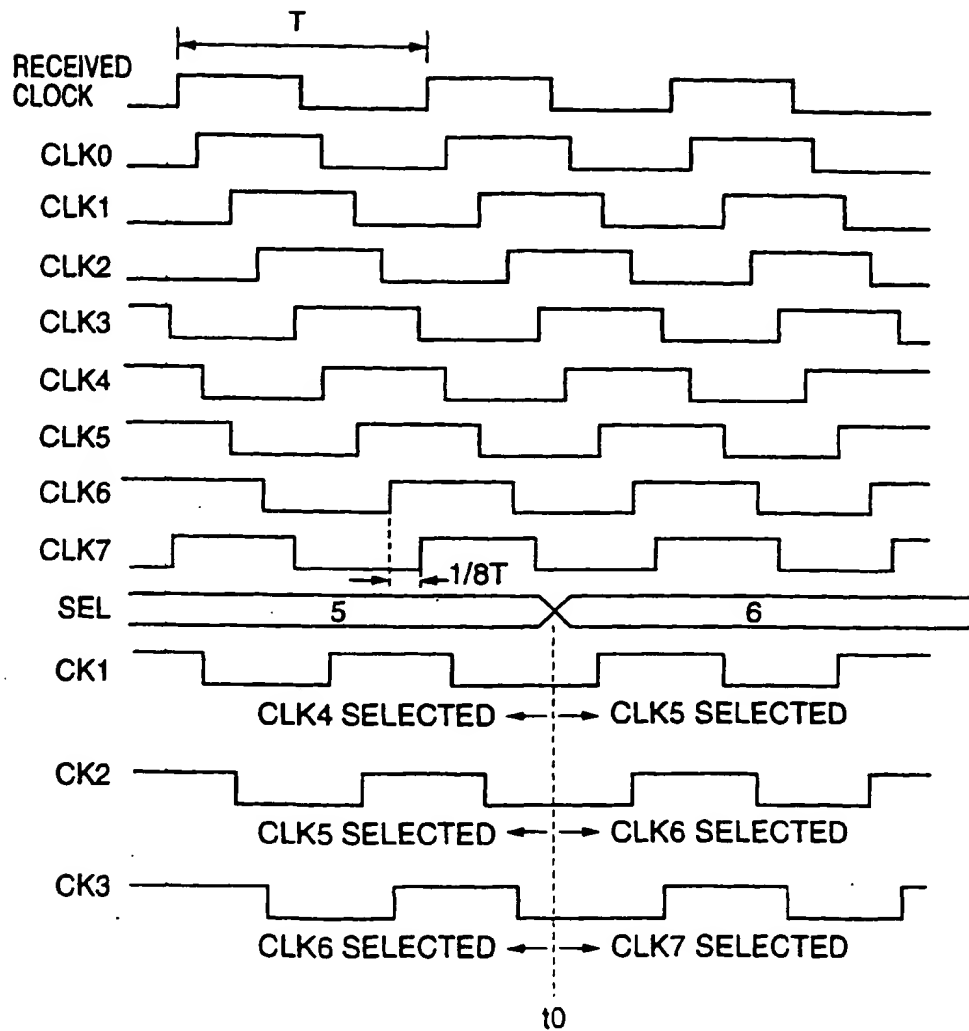 T
RECEIVED
CLOCK
CLK0
CLK1
CLK2
CLK3
CLK4
CLK5
CLK6
CLK7
1/8T
SEL
5
6
CK1
CLK4 SELECTED
CLK5 SELECTED
CK2
CLK5 SELECTED
CLK6 SELECTED
CK3
CLK6 SELECTED
CLK7 SELECTED
t0